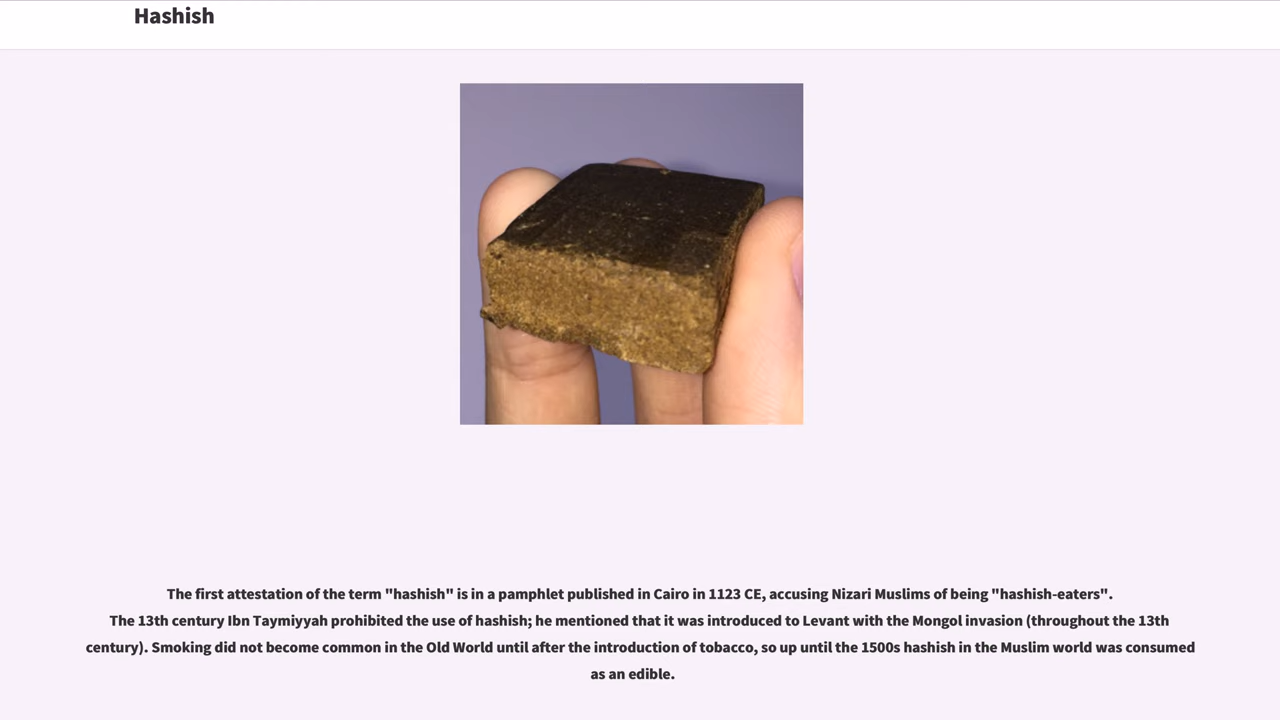 Hashish
The first attestation of the term "hashish" is in a pamphlet published in Cairo in 1123 CE, accusing Nizari Muslims of being "hashish-eaters".
The 13th century Ibn Taymiyyah prohibited the use of hashish; he mentioned that it was introduced to Levant with the Mongol invasion (throughout the 13th
century). Smoking did not become common in the Old World until after the introduction of tobacco, so up until the 1500s hashish in the Muslim world was consumed
as an edible.